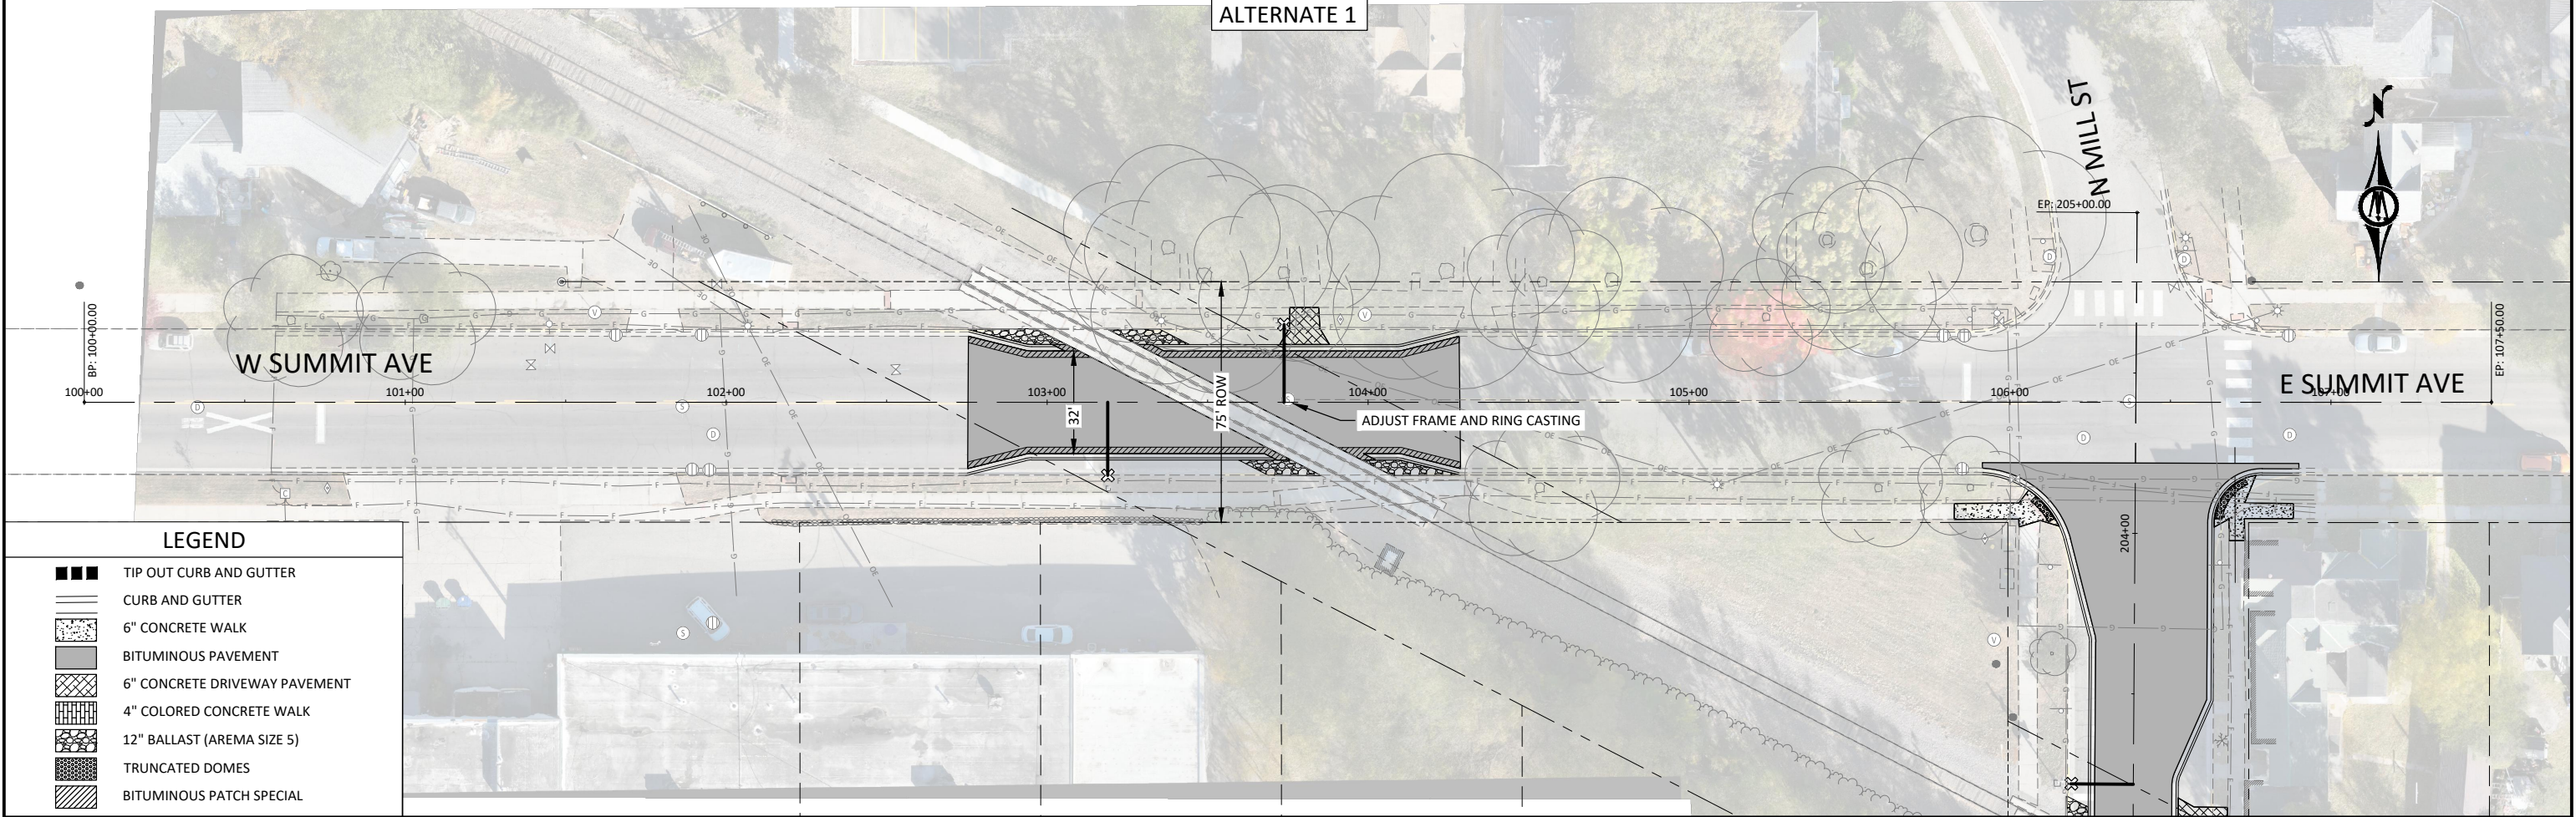 ALTERNATE 1
N MILL ST
N
EP: 205+00.00
BP: 100+00.00
EP: 107+50.00
W SUMMIT AVE
E SUMMIT AVE
100+00
101+00
102+00
103+00
104+00
105+00
106+00
107+00
32'
75' ROW
ADJUST FRAME AND RING CASTING
204+00
LEGEND
TIP OUT CURB AND GUTTER
CURB AND GUTTER
6" CONCRETE WALK
BITUMINOUS PAVEMENT
6" CONCRETE DRIVEWAY PAVEMENT
4" COLORED CONCRETE WALK
12" BALLAST (AREMA SIZE 5)
TRUNCATED DOMES
BITUMINOUS PATCH SPECIAL